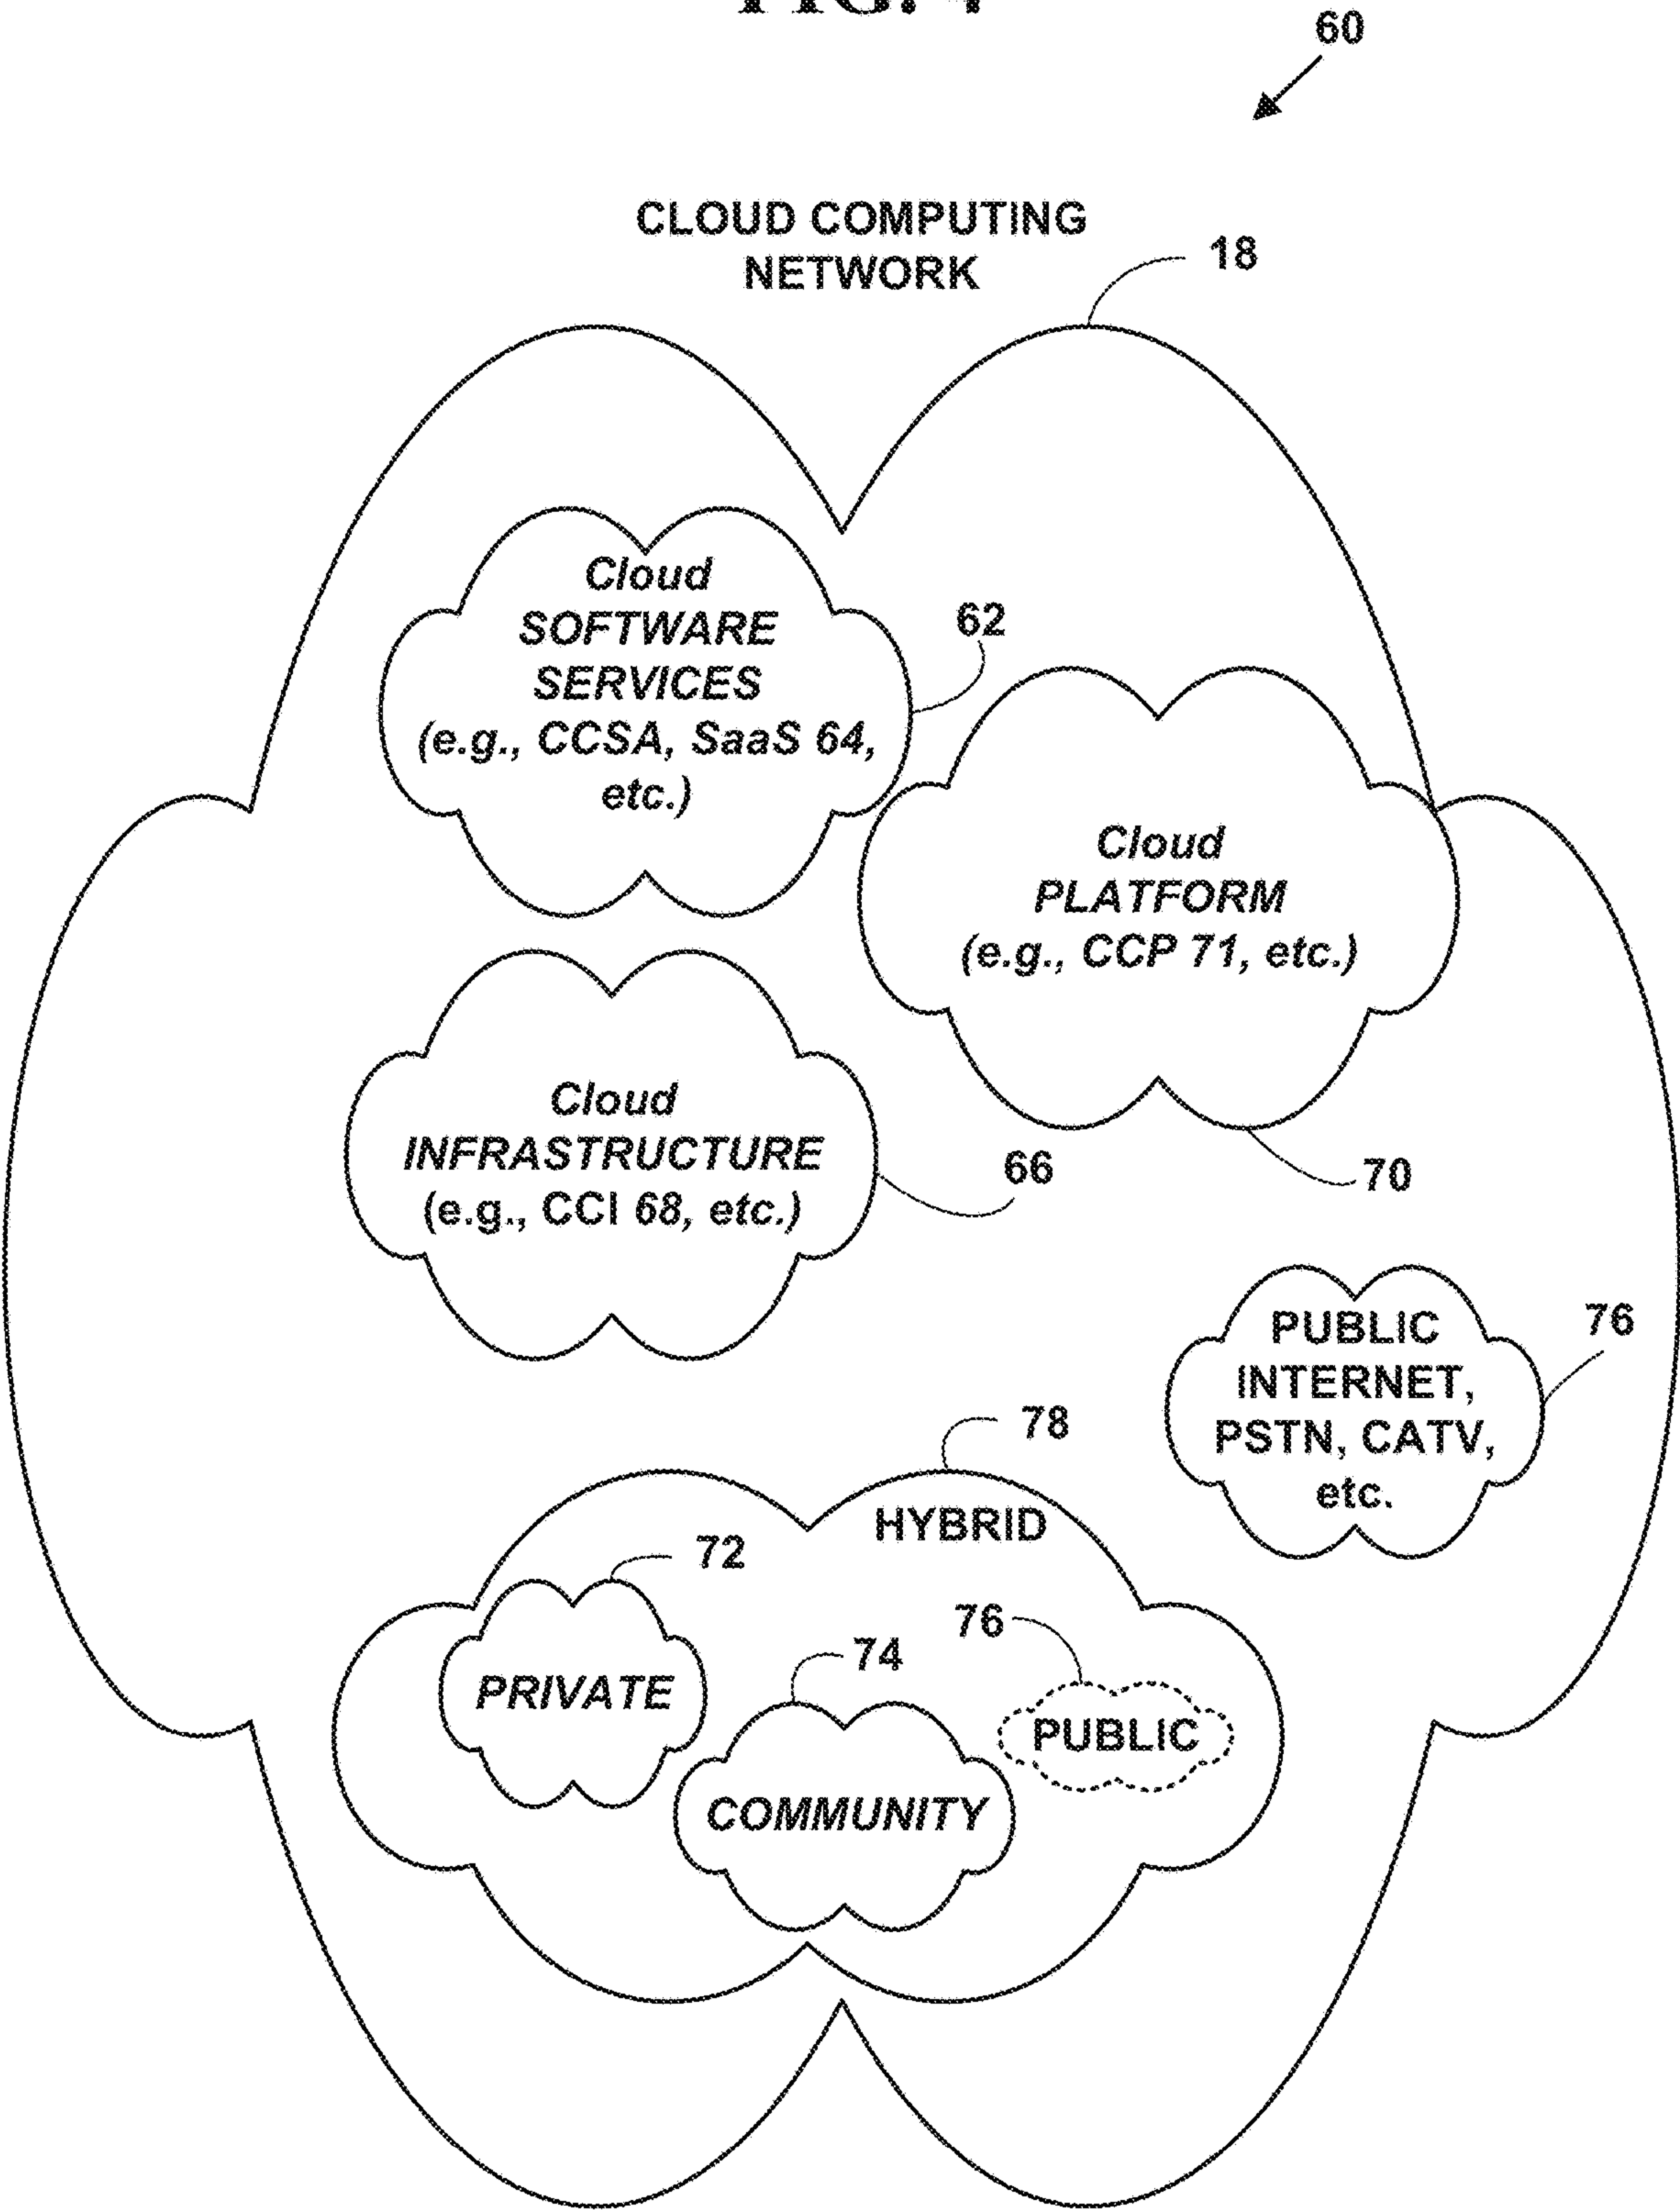 FIG. 4
60
CLOUD COMPUTING
NETWORK
18
Cloud
SOFTWARE
SERVICES
(e.g., CCSA, SaaS 64,
etc.)
62
Cloud
PLATFORM
(e.g., CCP 71, etc.)
70
Cloud
INFRASTRUCTURE
(e.g., CCI 68, etc.)
66
PUBLIC
INTERNET,
PSTN, CATV,
etc.
76
78
HYBRID
72
PRIVATE
74
COMMUNITY
76
PUBLIC